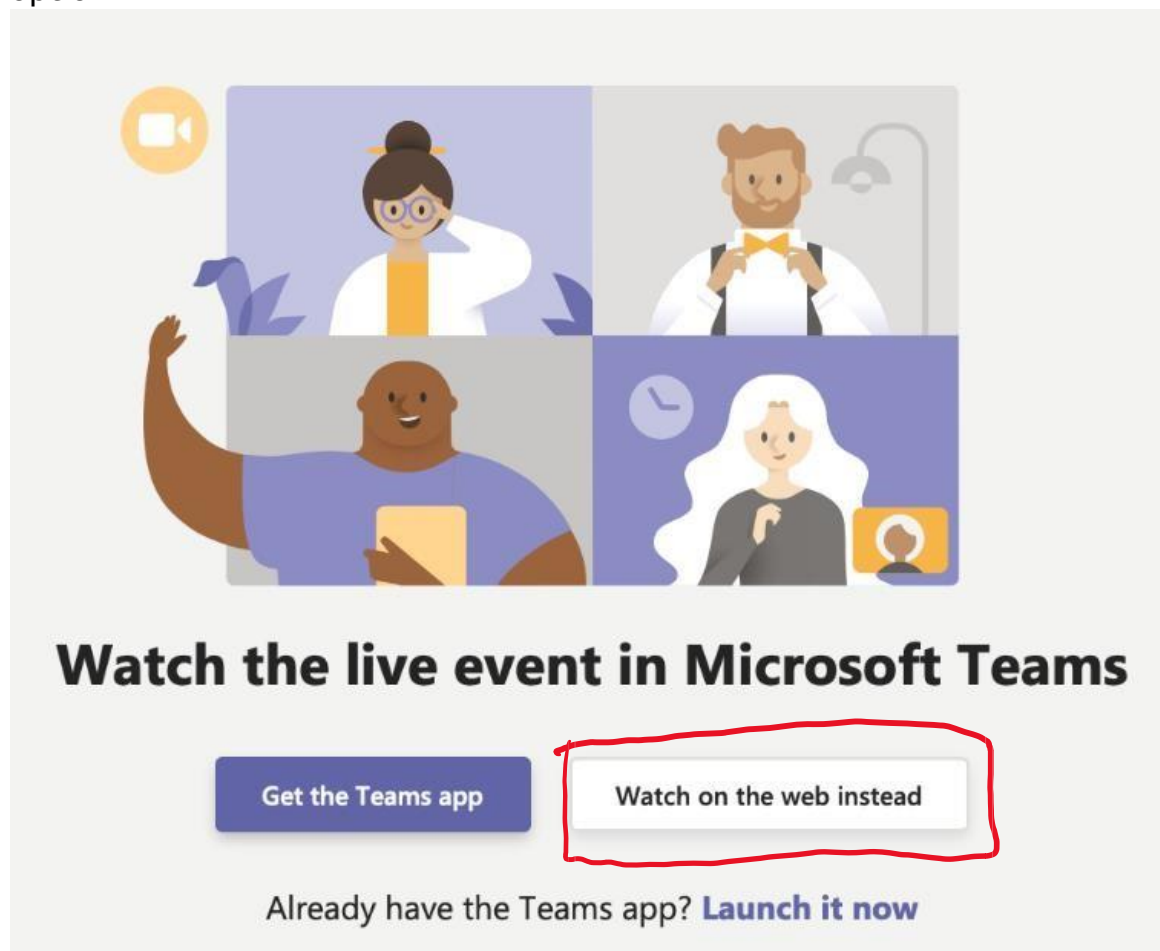 Watch the live event in Microsoft Teams
Get the Teams app
Watch on the web instead
Already have the Teams app? Launch it now